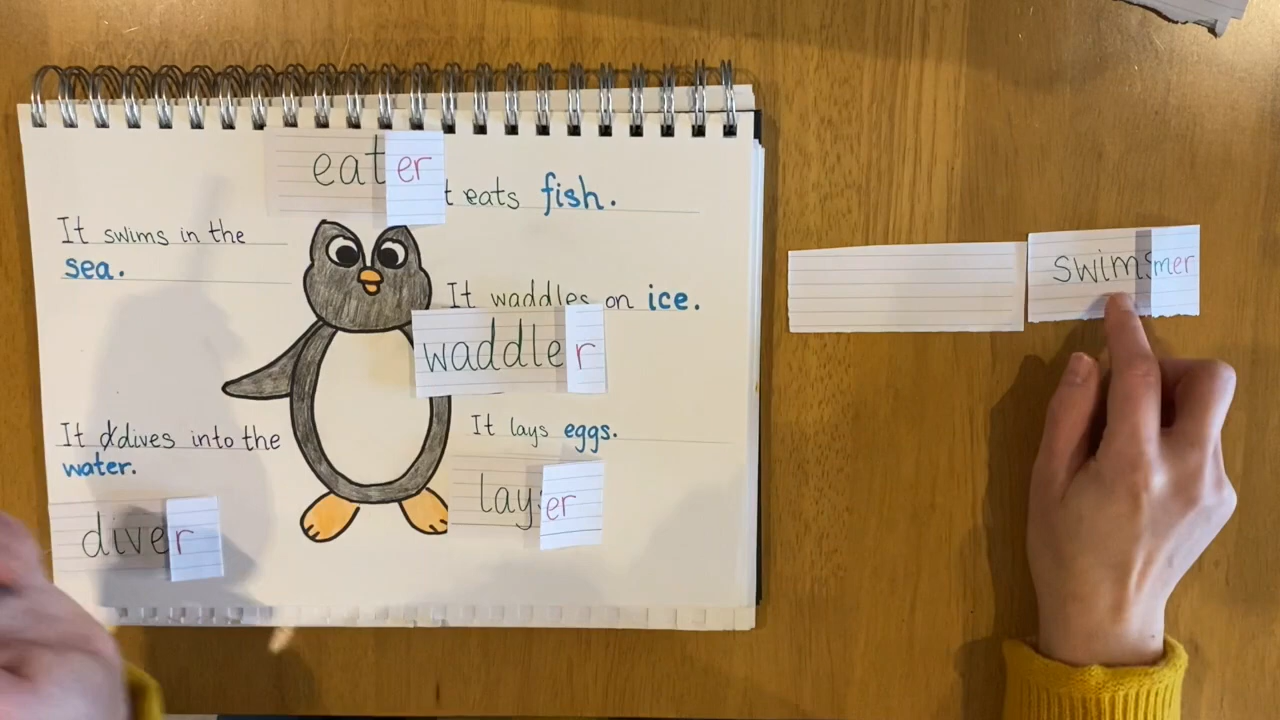 eater
t eats fish.
It swims in the
sea.
It waddles on ice.
waddler
It dives into the
water.
It lays eggs.
diver
layer
swimmer